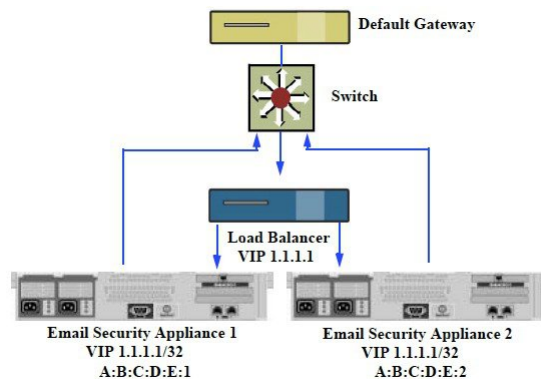 Default Gateway
Switch
Load Balancer
VIP 1.1.1.1
Email Security Appliance 1
VIP 1.1.1.1/32
A:B:C:D:E:1
Email Security Appliance 2
VIP 1.1.1.1/32
A:B:C:D:E:2